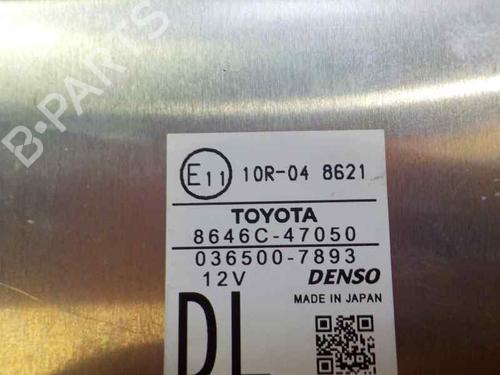 B-PARTS
E11 10R-04 8621
TOYOTA
8646C-47050
036500-7893
12V DENSO
MADE IN JAPAN
DL